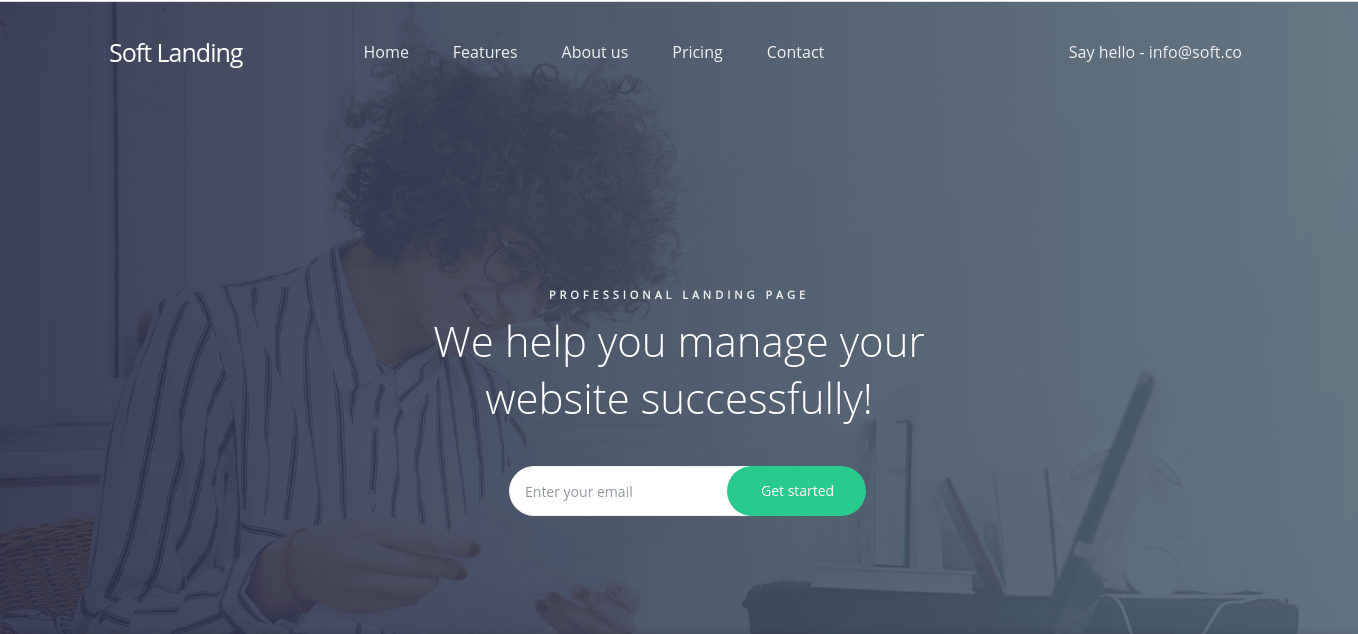 Soft Landing
Home
Features
About us
Pricing
Contact
Say hello - info@soft.co
PROFESSIONAL LANDING PAGE
We help you manage your
website successfully!
Enter your email
Get started